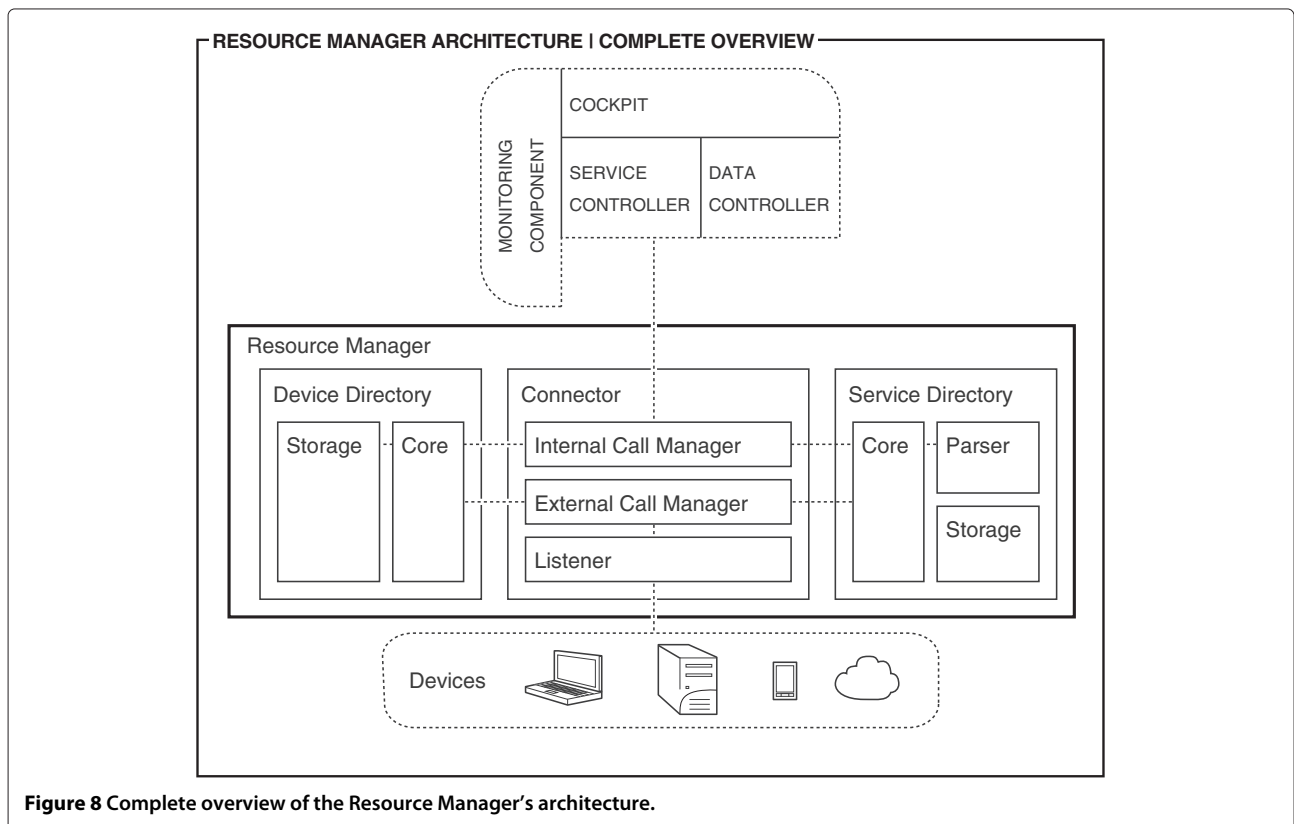 RESOURCE MANAGER ARCHITECTURE | COMPLETE OVERVIEW
MONITORING
COMPONENT
COCKPIT
SERVICE
CONTROLLER
DATA
CONTROLLER
Resource Manager
Device Directory
Storage
Core
Connector
Internal Call Manager
External Call Manager
Listener
Service Directory
Core
Parser
Storage
Devices
Figure 8 Complete overview of the Resource Manager’s architecture.